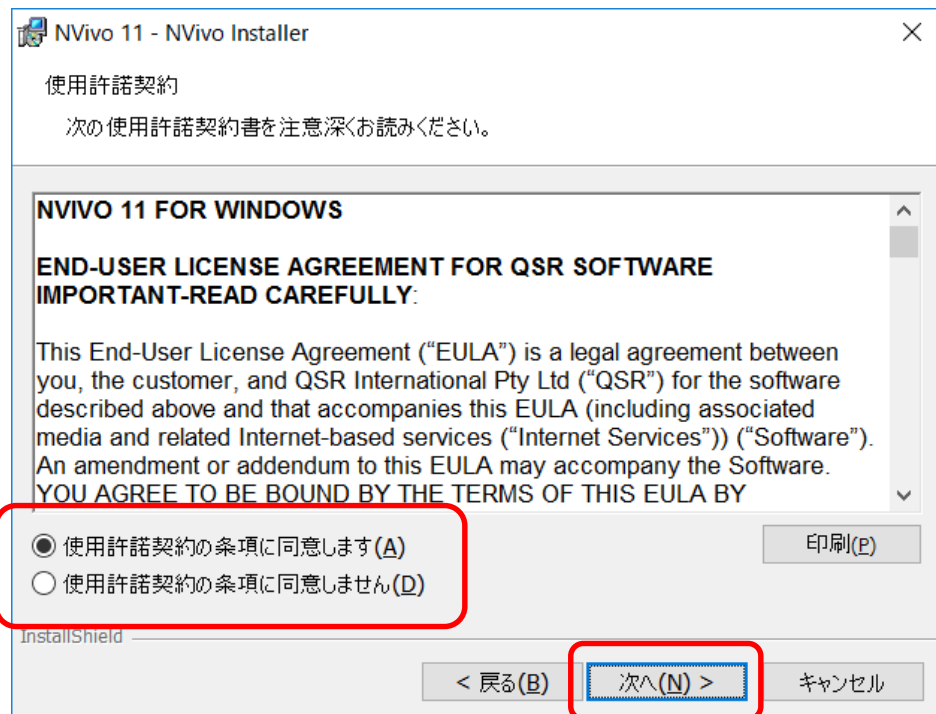 NVivo 11 - NVivo Installer
使用許諾契約
次の使用許諾契約書を注意深くお読みください。
NVIVO 11 FOR WINDOWS
END-USER LICENSE AGREEMENT FOR QSR SOFTWARE
IMPORTANT-READ CAREFULLY:
This End-User License Agreement (“EULA”) is a legal agreement between
you, the customer, and QSR International Pty Ltd (“QSR”) for the software
described above and that accompanies this EULA (including associated
media and related Internet-based services (“Internet Services”)) (“Software”).
An amendment or addendum to this EULA may accompany the Software.
YOU AGREE TO BE BOUND BY THE TERMS OF THIS EULA BY
使用許諾契約の条項に同意します(A)
印刷(P)
使用許諾契約の条項に同意しません(D)
InstallShield
< 戻る(B)
次へ(N) >
キャンセル